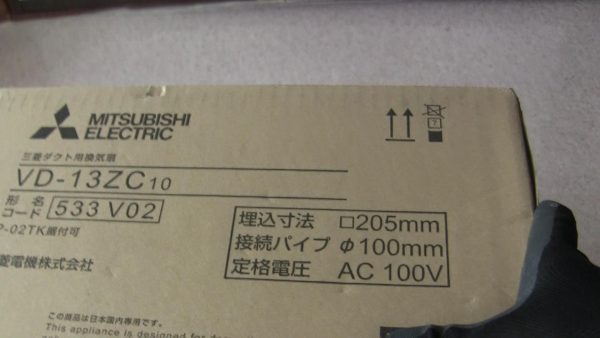 MITSUBISHI
ELECTRIC
三菱ダクト用換気扇
VD-13ZC10
形名
コード 533 V02
P-02TK据付可
菱電機株式会社
埋込寸法 □205mm
接続パイプ φ100mm
定格電圧 AC 100V
この商品は日本国内専用です。
This appliance is designed for